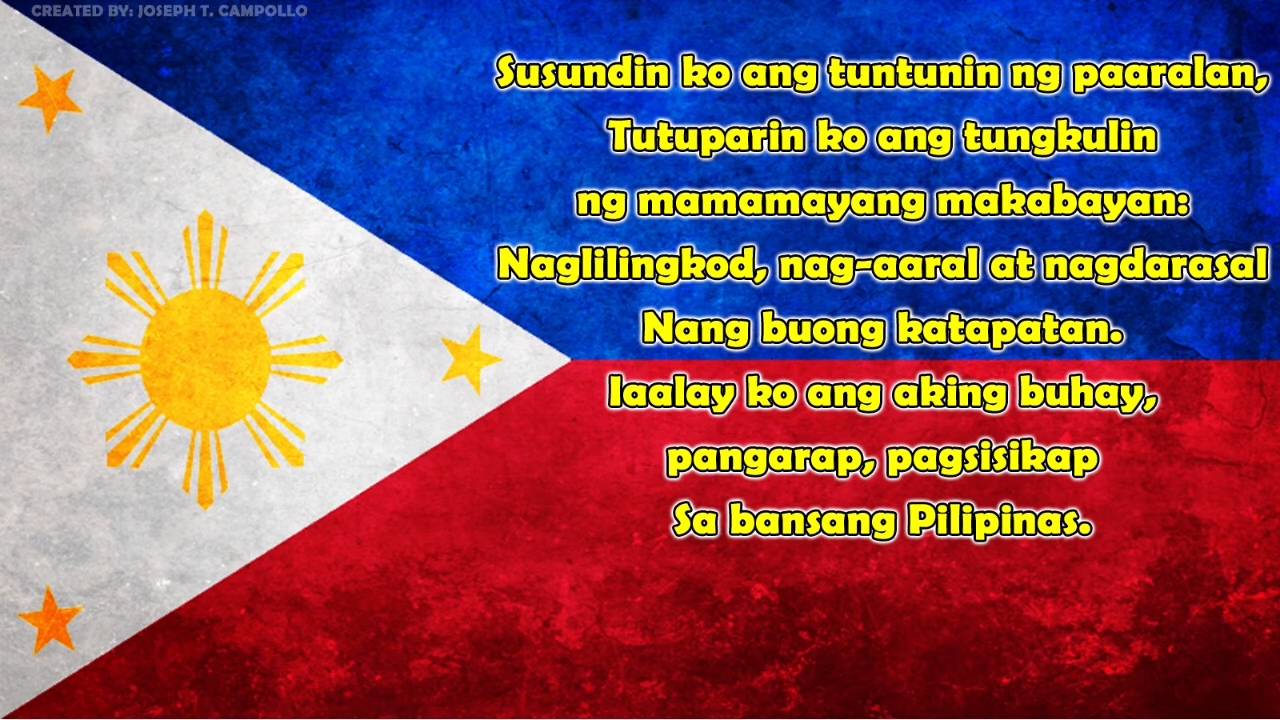 CREATED BY: JOSEPH T. CAMPOLLO
Susundin ko ang tuntunin ng paaralan,
Tutuparin ko ang tungkulin
ng mamamayang makabayan:
Naglilingkod, nag-aaral at nagdarasal
Nang buong katapatan.
Iaalay ko ang aking buhay,
pangarap, pagsisikap
Sa bansang Pilipinas.